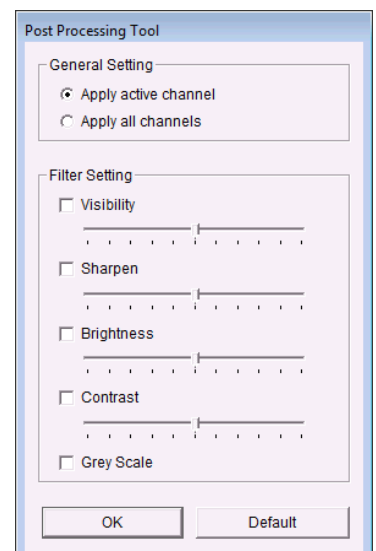 Post Processing Tool
General Setting
Apply active channel
Apply all channels
Filter Setting
Visibility
Sharpen
Brightness
Contrast
Grey Scale
OK Default